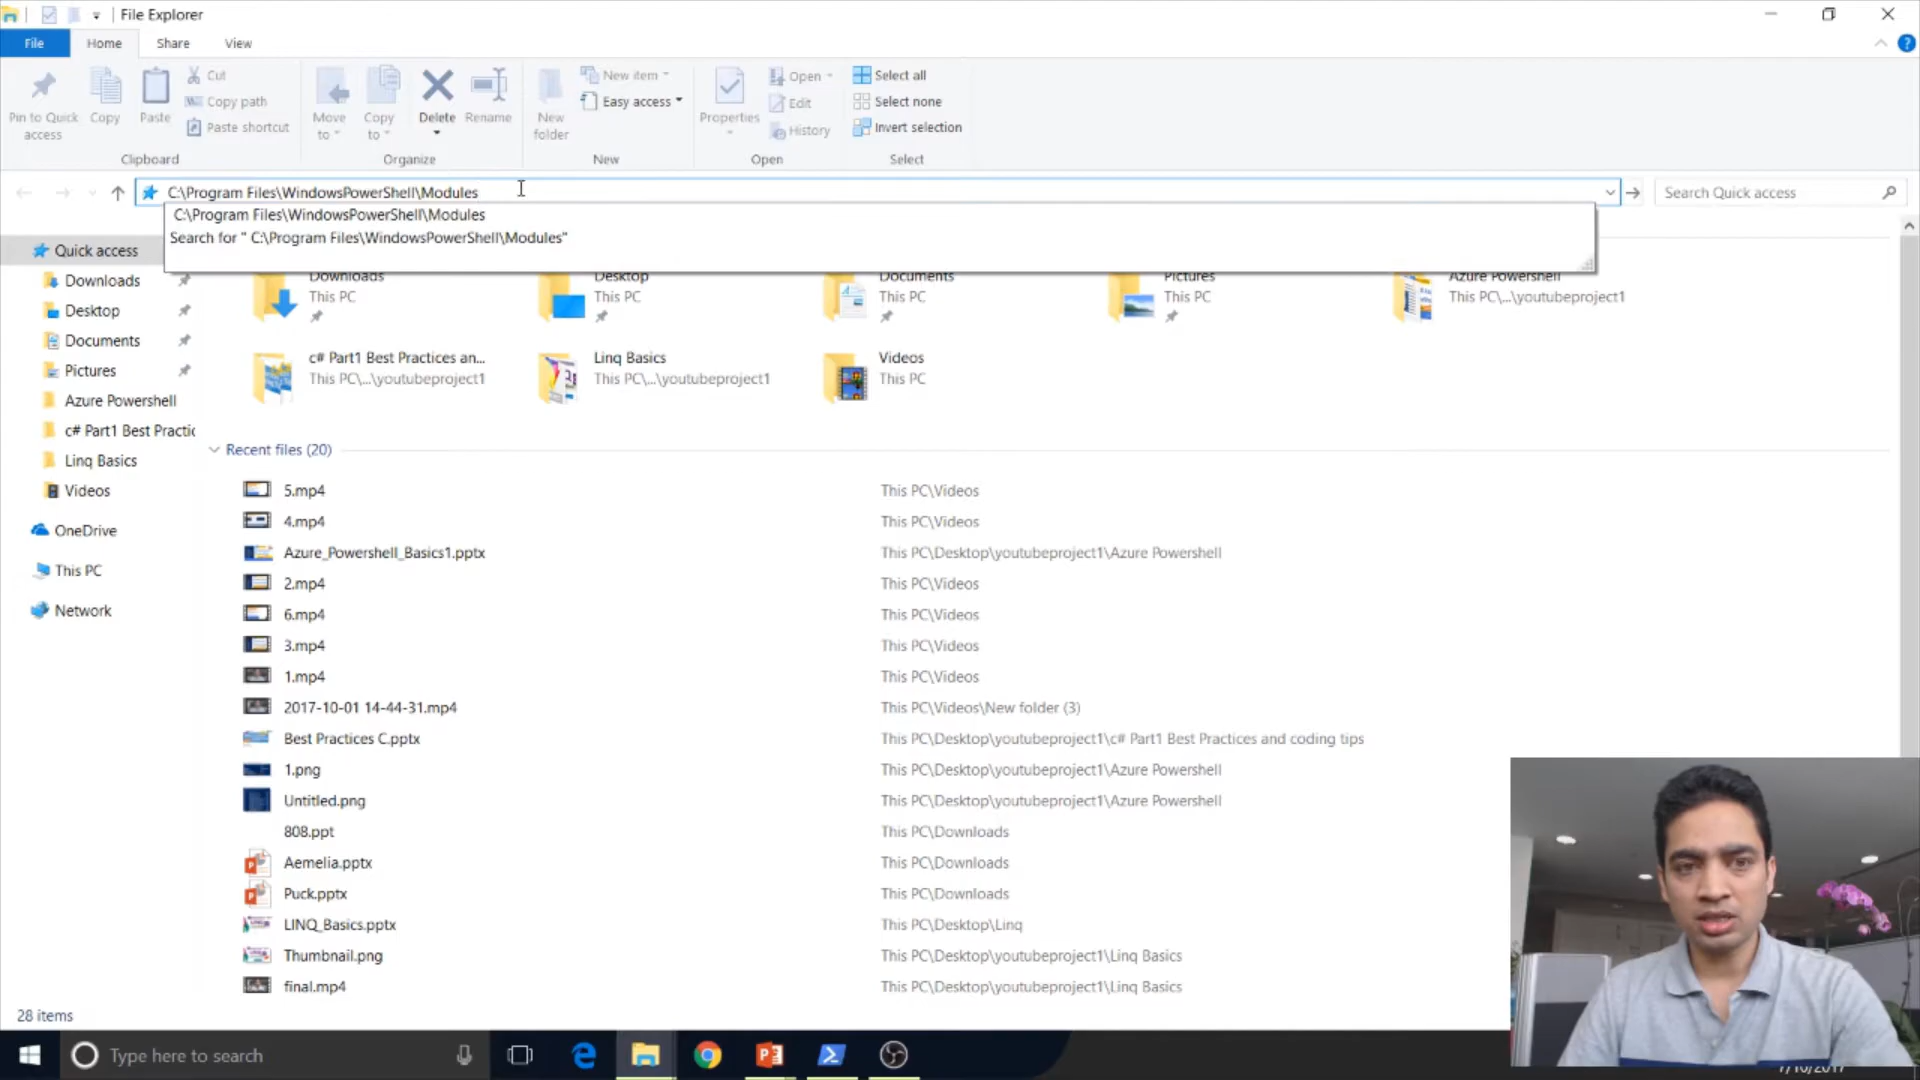 File Explorer
File Home Share View
Pin to Quick access
Copy
Paste
Cut
Copy path
Paste shortcut
Move to
Copy to
Delete
Rename
New folder
New item
Easy access
Properties
Open
Edit
History
Select all
Select none
Invert selection
Clipboard Organize New Open Select
C:\Program Files\WindowsPowerShell\Modules
Search Quick access
C:\Program Files\WindowsPowerShell\Modules
Search for " C:\Program Files\WindowsPowerShell\Modules"
Quick access
Downloads
Desktop
Documents
Pictures
Azure Powershell
c# Part1 Best Practic
Linq Basics
Videos
OneDrive
This PC
Network
Downloads
This PC
Desktop
This PC
Documents
This PC
Pictures
This PC
Azure Powershell
This PC\...\youtubeproject1
c# Part1 Best Practices an...
This PC\...\youtubeproject1
Linq Basics
This PC\...\youtubeproject1
Videos
This PC
Recent files (20)
5.mp4 This PC\Videos
4.mp4 This PC\Videos
Azure_Powershell_Basics1.pptx This PC\Desktop\youtubeproject1\Azure Powershell
2.mp4 This PC\Videos
6.mp4 This PC\Videos
3.mp4 This PC\Videos
1.mp4 This PC\Videos
2017-10-01 14-44-31.mp4 This PC\Videos\New folder (3)
Best Practices C.pptx This PC\Desktop\youtubeproject1\c# Part1 Best Practices and coding tips
1.png This PC\Desktop\youtubeproject1\Azure Powershell
Untitled.png This PC\Desktop\youtubeproject1\Azure Powershell
808.ppt This PC\Downloads
Aemelia.pptx This PC\Downloads
Puck.pptx This PC\Downloads
LINQ_Basics.pptx This PC\Desktop\Linq
Thumbnail.png This PC\Desktop\youtubeproject1\Linq Basics
final.mp4 This PC\Desktop\youtubeproject1\Linq Basics
28 items
Type here to search